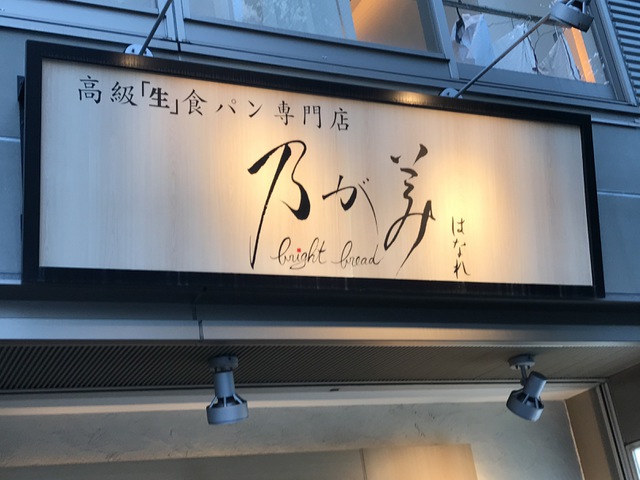 高級「生」食パン専門店
乃が美
はなれ
bright bread